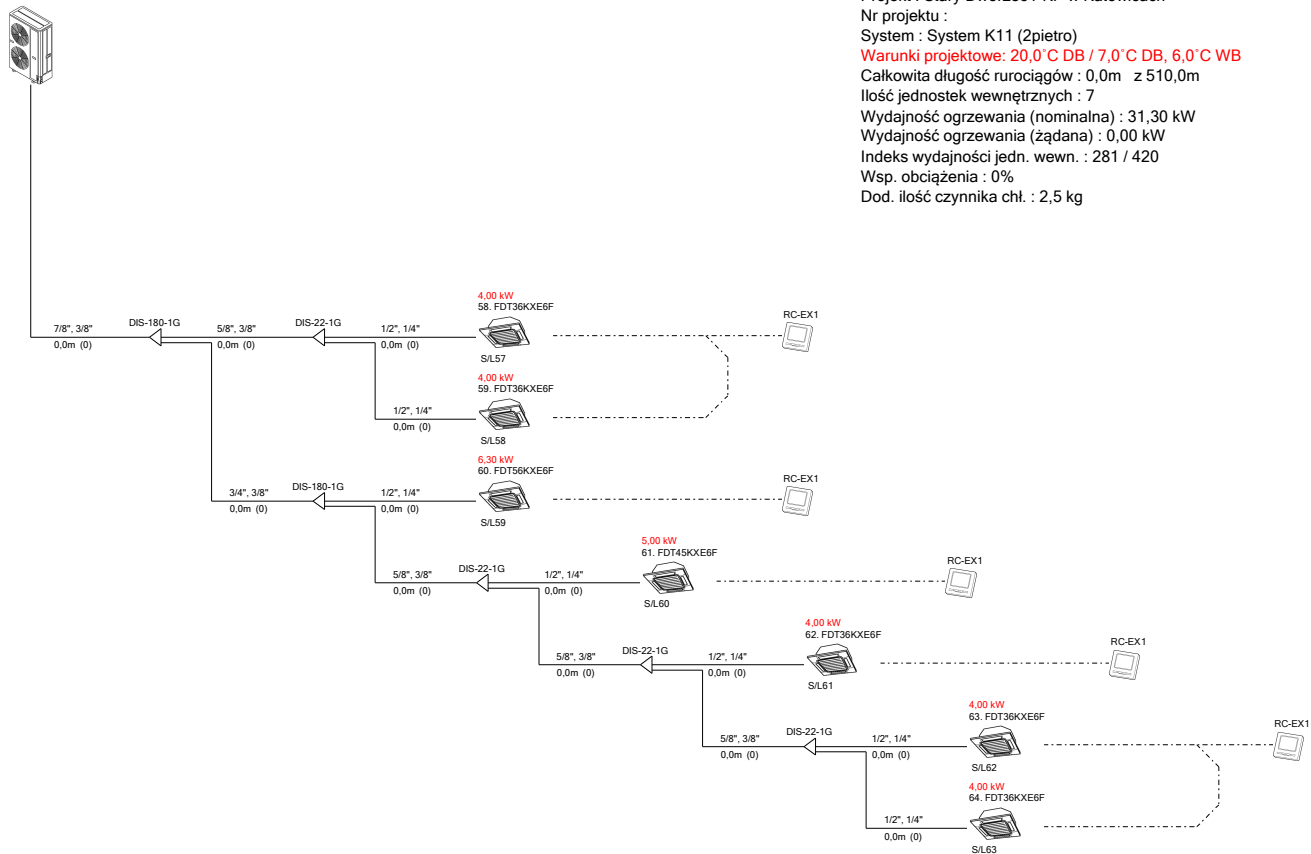 Nr projektu :
System : System K11 (2pietro)
Warunki projektowe: 20,0°C DB / 7,0°C DB, 6,0°C WB
Całkowita długość rurociągów : 0,0m z 510,0m
Ilość jednostek wewnętrznych : 7
Wydajność ogrzewania (nominalna) : 31,30 kW
Wydajność ogrzewania (żądana) : 0,00 kW
Indeks wydajności jedn. wewn. : 281 / 420
Wsp. obciążenia : 0%
Dod. ilość czynnika chł. : 2,5 kg
4,00 kW
58. FDT36KXE6F
RC-EX1
7/8", 3/8"
DIS-180-1G
5/8", 3/8"
DIS-22-1G
1/2", 1/4"
0,0m (0)
0,0m (0)
0,0m (0)
S/L57
4,00 kW
59. FDT36KXE6F
1/2", 1/4"
0,0m (0)
S/L58
6,30 kW
60. FDT56KXE6F
RC-EX1
3/4", 3/8"
DIS-180-1G
1/2", 1/4"
0,0m (0)
0,0m (0)
S/L59
5,00 kW
61. FDT45KXE6F
RC-EX1
5/8", 3/8"
DIS-22-1G
1/2", 1/4"
0,0m (0)
0,0m (0)
S/L60
4,00 kW
62. FDT36KXE6F
RC-EX1
5/8", 3/8"
DIS-22-1G
1/2", 1/4"
0,0m (0)
0,0m (0)
S/L61
4,00 kW
63. FDT36KXE6F
RC-EX1
5/8", 3/8"
DIS-22-1G
1/2", 1/4"
0,0m (0)
0,0m (0)
S/L62
4,00 kW
64. FDT36KXE6F
1/2", 1/4"
0,0m (0)
S/L63